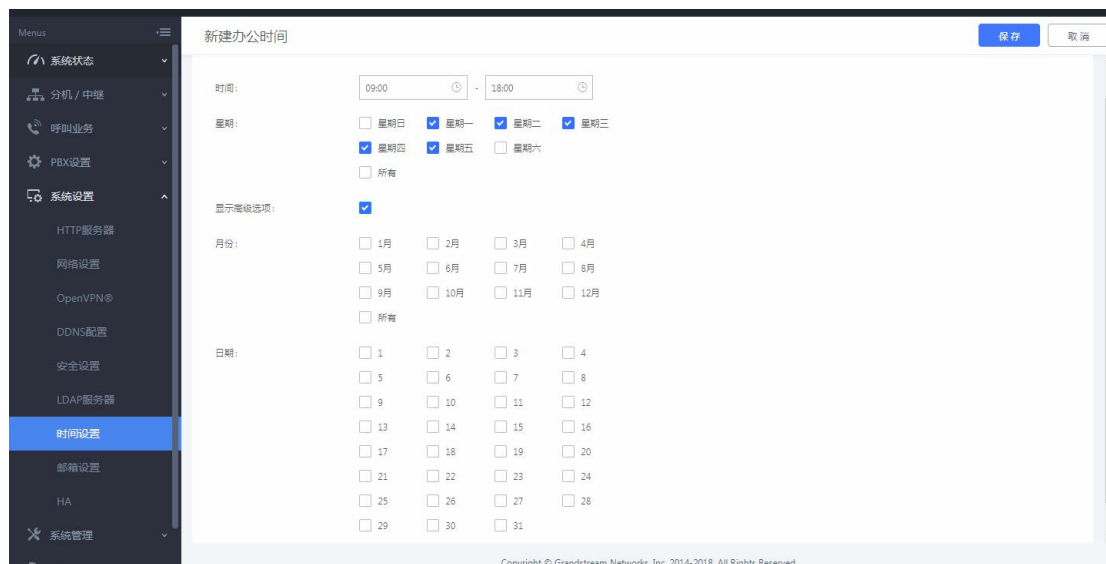 Menus
系统状态
分机 / 中继
呼叫业务
PBX设置
系统设置
HTTP服务器
网络设置
OpenVPN®
DDNS配置
安全设置
LDAP服务器
时间设置
邮箱设置
HA
系统管理
新建办公时间
保存 取消
时间: 09:00 - 18:00
星期: 星期日 星期一 星期二 星期三
星期四 星期五 星期六
所有
显示高级选项:
月份: 1月 2月 3月 4月
5月 6月 7月 8月
9月 10月 11月 12月
所有
日期: 1 2 3 4
5 6 7 8
9 10 11 12
13 14 15 16
17 18 19 20
21 22 23 24
25 26 27 28
29 30 31
Copyright © Grandstream Networks, Inc. 2014-2018. All Rights Reserved.